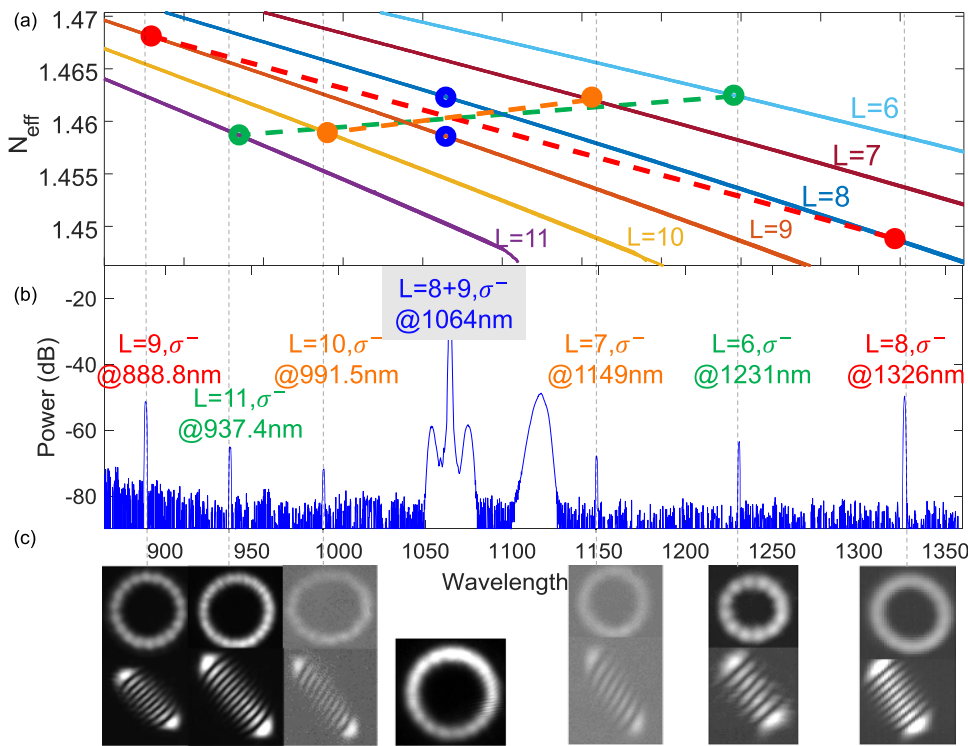 (a)
1.47
1.465
1.46
1.455
1.45
N_eff
L=6
L=7
L=8
L=9
L=10
L=11
(b)
-20
-40
-60
-80
Power (dB)
L=8+9,σ⁻
@1064nm
L=9,σ⁻
@888.8nm
L=11,σ⁻
@937.4nm
L=10,σ⁻
@991.5nm
L=7,σ⁻
@1149nm
L=6,σ⁻
@1231nm
L=8,σ⁻
@1326nm
900 950 1000 1050 1100 1150 1200 1250 1300 1350
Wavelength
(c)